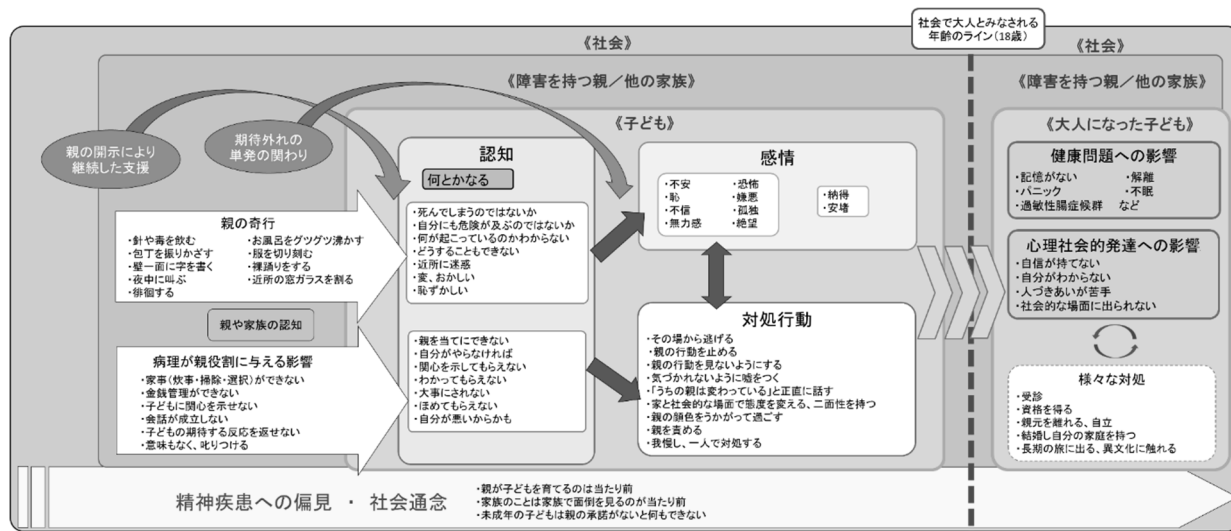 社会で大人とみなされる
年齢のライン(18歳)
《社会》
《社会》
《障害を持つ親／他の家族》
《障害を持つ親／他の家族》
親の開示により
継続した支援
期待外れの
単発の関わり
《子ども》
《大人になった子ども》
親の奇行
・針や毒を飲む
・包丁を振りかざす
・壁一面に字を書く
・夜中に叫ぶ
・徘徊する
・お風呂をグツグツ沸かす
・服を切り刻む
・裸踊りをする
・近所の窓ガラスを割る
親や家族の認知
病理が親役割に与える影響
・家事(炊事・掃除・選択)ができない
・金銭管理ができない
・子どもに関心を示せない
・会話が成立しない
・子どもの期待する反応を返せない
・意味もなく、叱りつける
認知
何とかなる
・死んでしまうのではないか
・自分にも危険が及ぶのではないか
・何が起こっているのかわからない
・どうすることもできない
・近所に迷惑
・変、おかしい
・恥ずかしい
・親を当てにできない
・自分がやらなければ
・関心を示してもらえない
・わかってもらえない
・大事にされない
・ほめてもらえない
・自分が悪いからかも
感情
・不安
・恥
・不信
・無力感
・恐怖
・嫌悪
・孤独
・絶望
・納得
・安堵
対処行動
・その場から逃げる
・親の行動を止める
・親の行動を見ないようにする
・気づかれないように嘘をつく
・「うちの親は変わっている」と正直に話す
・家と社会的な場面で態度を変える、二面性を持つ
・親の顔色をうかがって過ごす
・親を責める
・我慢し、一人で対処する
健康問題への影響
・記憶がない
・パニック
・過敏性腸症候群
・解離
・不眠
など
心理社会的発達への影響
・自信が持てない
・自分がわからない
・人づきあいが苦手
・社会的な場面に出られない
様々な対処
・受診
・資格を得る
・親元を離れる、自立
・結婚し自分の家庭を持つ
・長期の旅に出る、異文化に触れる
精神疾患への偏見 ・ 社会通念
・親が子どもを育てるのは当たり前
・家族のことは家族で面倒を見るのが当たり前
・未成年の子どもは親の承諾がないと何もできない